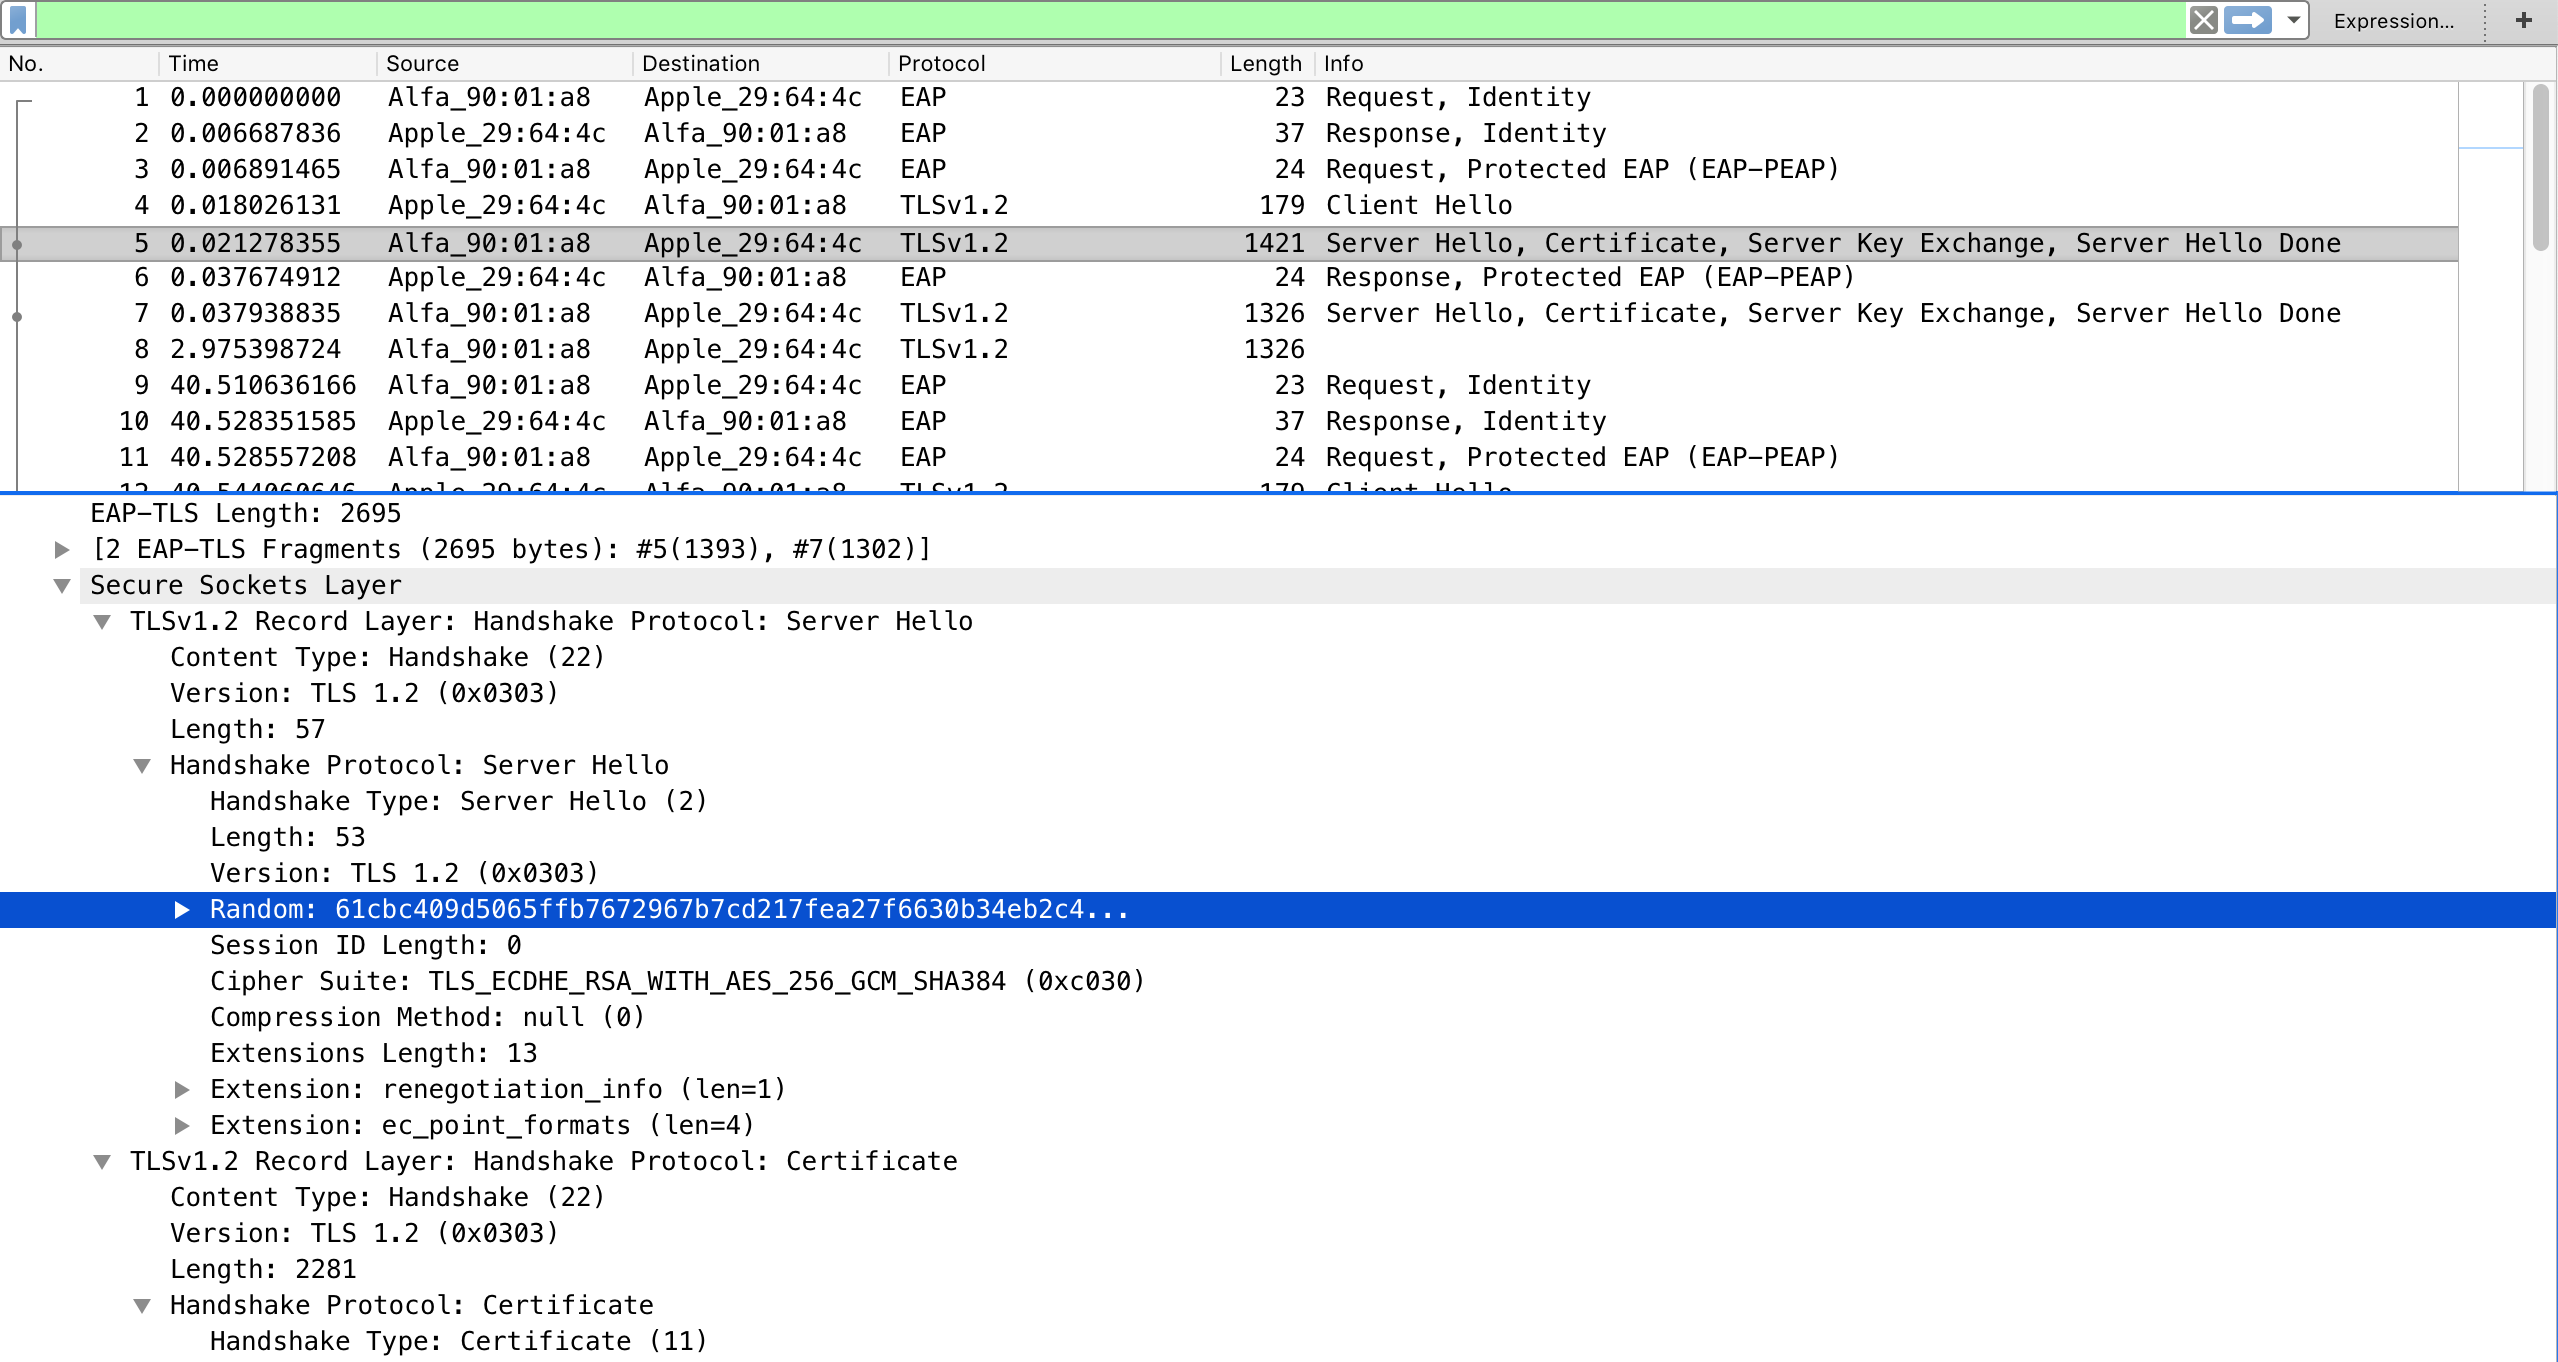 Expression...
No. Time Source Destination Protocol Length Info
1 0.000000000 Alfa_90:01:a8 Apple_29:64:4c EAP 23 Request, Identity
2 0.006687836 Apple_29:64:4c Alfa_90:01:a8 EAP 37 Response, Identity
3 0.006891465 Alfa_90:01:a8 Apple_29:64:4c EAP 24 Request, Protected EAP (EAP-PEAP)
4 0.018026131 Apple_29:64:4c Alfa_90:01:a8 TLSv1.2 179 Client Hello
5 0.021278355 Alfa_90:01:a8 Apple_29:64:4c TLSv1.2 1421 Server Hello, Certificate, Server Key Exchange, Server Hello Done
6 0.037674912 Apple_29:64:4c Alfa_90:01:a8 EAP 24 Response, Protected EAP (EAP-PEAP)
7 0.037938835 Alfa_90:01:a8 Apple_29:64:4c TLSv1.2 1326 Server Hello, Certificate, Server Key Exchange, Server Hello Done
8 2.975398724 Alfa_90:01:a8 Apple_29:64:4c TLSv1.2 1326
9 40.510636166 Alfa_90:01:a8 Apple_29:64:4c EAP 23 Request, Identity
10 40.528351585 Apple_29:64:4c Alfa_90:01:a8 EAP 37 Response, Identity
11 40.528557208 Alfa_90:01:a8 Apple_29:64:4c EAP 24 Request, Protected EAP (EAP-PEAP)
12 40.544060646 Apple_29:64:4c Alfa_90:01:a8 TLSv1.2 179 Client Hello
EAP-TLS Length: 2695
[2 EAP-TLS Fragments (2695 bytes): #5(1393), #7(1302)]
Secure Sockets Layer
TLSv1.2 Record Layer: Handshake Protocol: Server Hello
Content Type: Handshake (22)
Version: TLS 1.2 (0x0303)
Length: 57
Handshake Protocol: Server Hello
Handshake Type: Server Hello (2)
Length: 53
Version: TLS 1.2 (0x0303)
Random: 61cbc409d5065ffb7672967b7cd217fea27f6630b34eb2c4...
Session ID Length: 0
Cipher Suite: TLS_ECDHE_RSA_WITH_AES_256_GCM_SHA384 (0xc030)
Compression Method: null (0)
Extensions Length: 13
Extension: renegotiation_info (len=1)
Extension: ec_point_formats (len=4)
TLSv1.2 Record Layer: Handshake Protocol: Certificate
Content Type: Handshake (22)
Version: TLS 1.2 (0x0303)
Length: 2281
Handshake Protocol: Certificate
Handshake Type: Certificate (11)